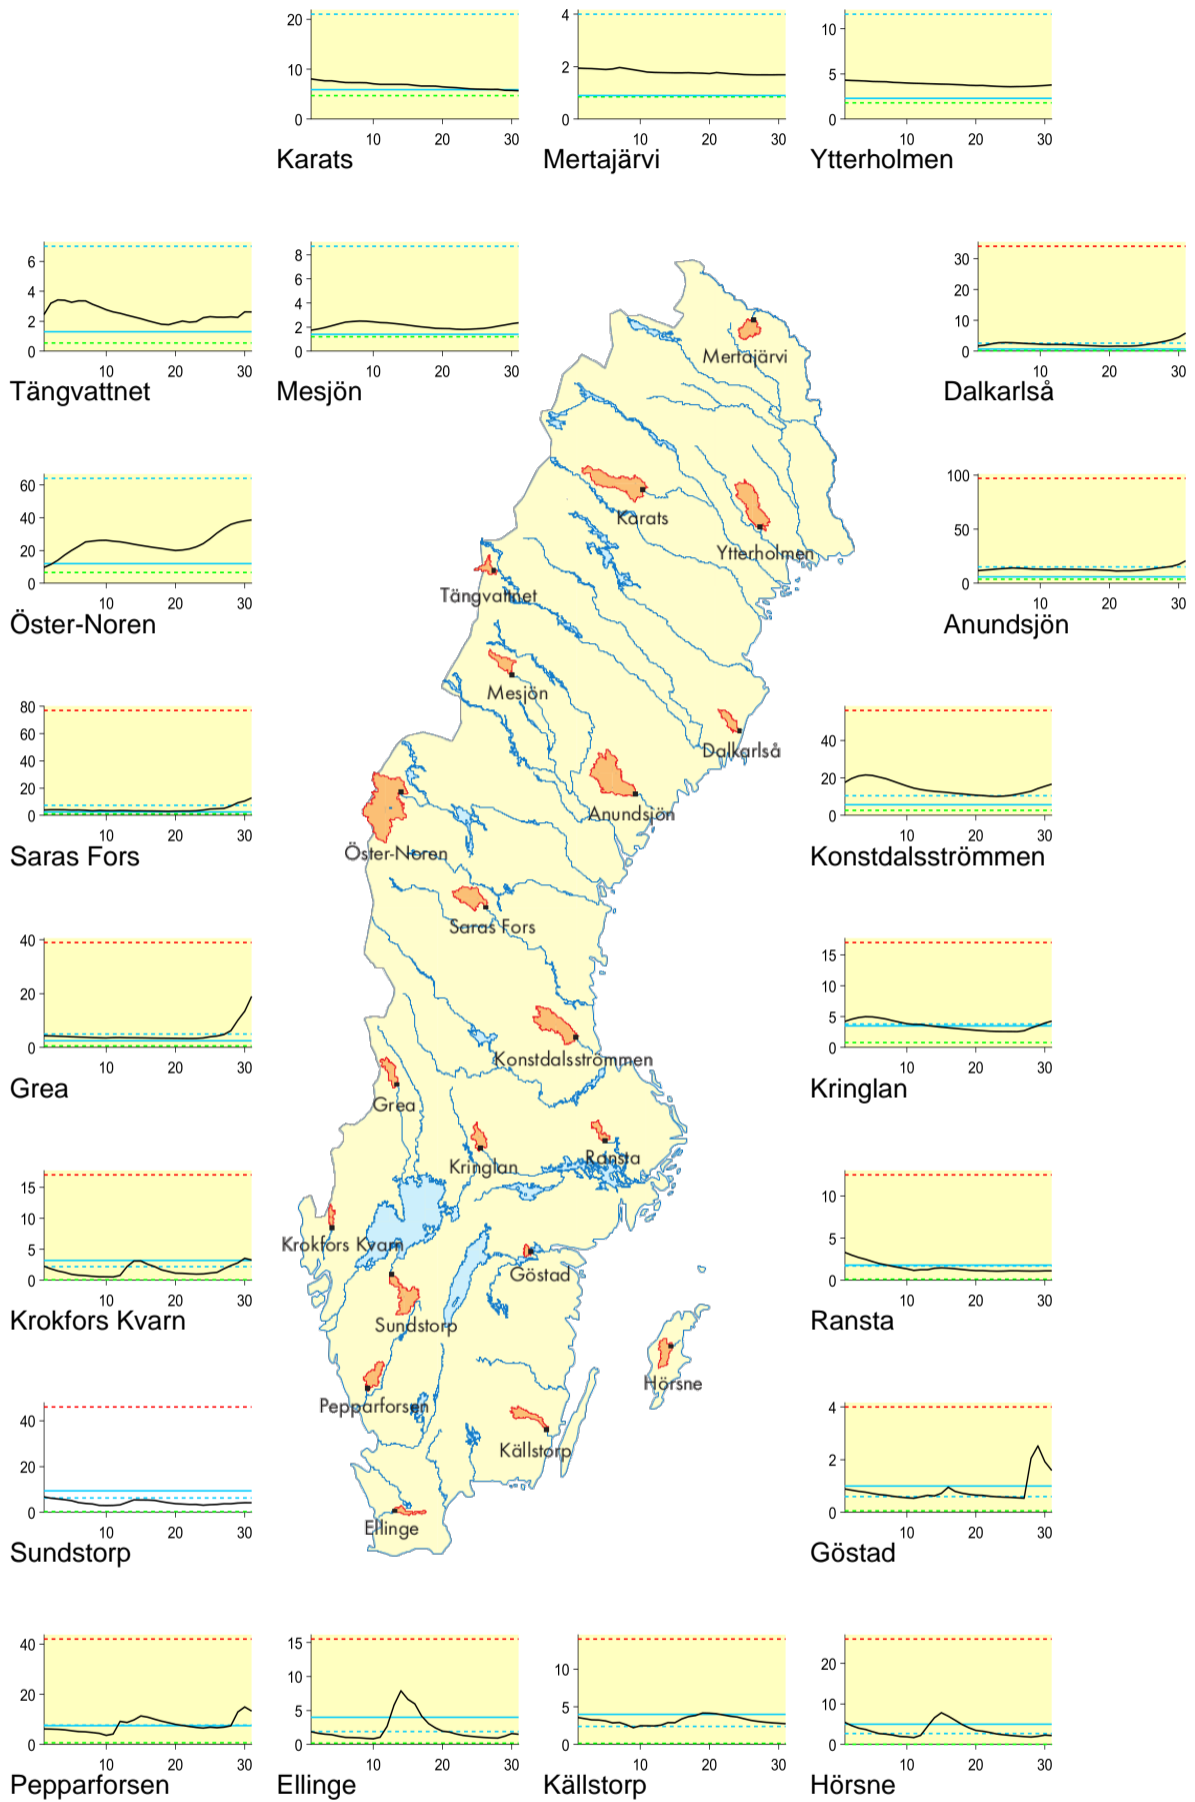 20
10
0
10 20 30
Karats
4
2
0
10 20 30
Mertajärvi
10
5
0
10 20 30
Ytterholmen
6
4
2
0
10 20 30
Tängvattnet
8
6
4
2
0
10 20 30
Mesjön
30
20
10
0
10 20 30
Dalkarlså
60
40
20
0
10 20 30
Öster-Noren
100
50
0
10 20 30
Anundsjön
80
60
40
20
0
10 20 30
Saras Fors
40
20
0
10 20 30
Konstdalsströmmen
40
20
0
10 20 30
Grea
15
10
5
0
10 20 30
Kringlan
15
10
5
0
10 20 30
Krokfors Kvarn
10
5
0
10 20 30
Ransta
40
20
0
10 20 30
Sundstorp
4
2
0
10 20 30
Göstad
40
20
0
10 20 30
Pepparforsen
15
10
5
0
10 20 30
Ellinge
10
5
0
10 20 30
Källstorp
20
10
0
10 20 30
Hörsne
Mertajärvi
Karats
Ytterholmen
Tängvattnet
Mesjön
Dalkarlså
Anundsjön
Öster-Noren
Saras Fors
Konstdalsströmmen
Grea
Kringlan
Ransta
Krokfors Kvarn
Göstad
Sundstorp
Hörsne
Pepparforsen
Källstorp
Ellinge